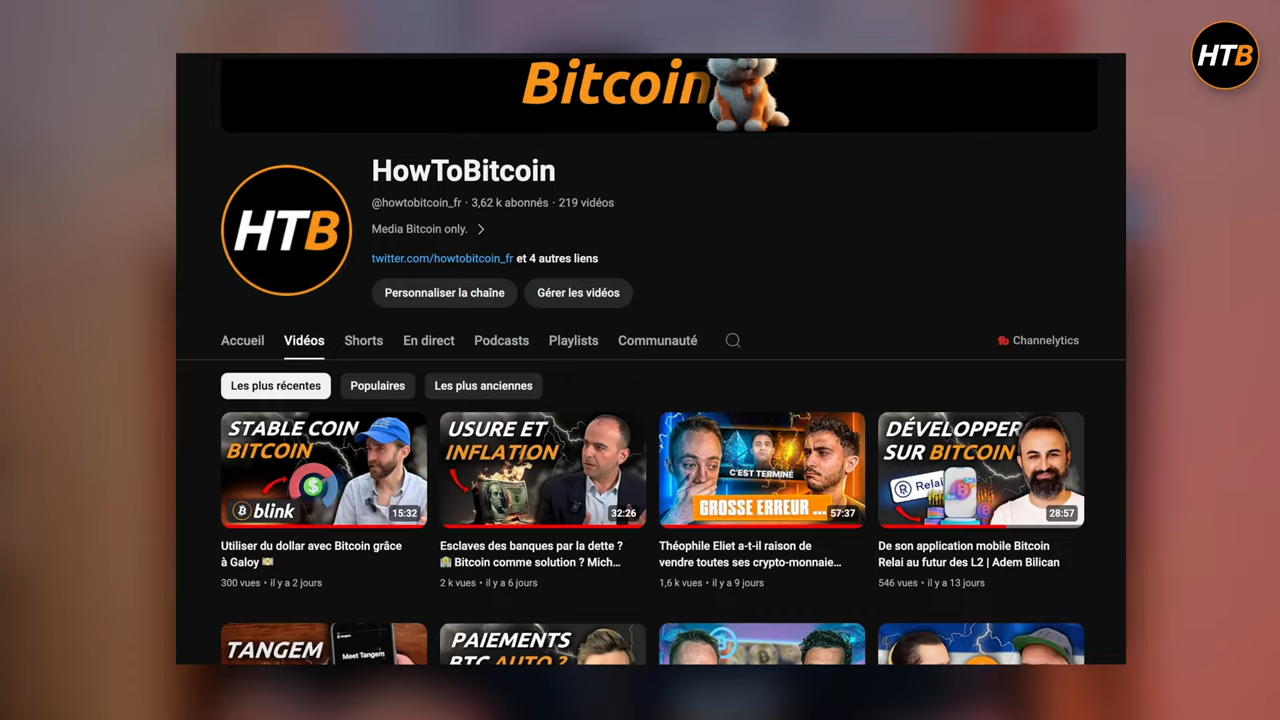 HTB
Bitcoin
HowToBitcoin
@howtobitcoin_fr · 3,62 k abonnés · 219 vidéos
Media Bitcoin only.
twitter.com/howtobitcoin_fr et 4 autres liens
HTB
Personnaliser la chaîne Gérer les vidéos
Accueil Vidéos Shorts En direct Podcasts Playlists Communauté Channelytics
Les plus récentes Populaires Les plus anciennes
STABLE COIN
BITCOIN
blink
15:32
USURE ET
INFLATION
32:26
C'EST TERMINÉ
GROSSE ERREUR ...
57:37
DÉVELOPPER
SUR BITCOIN
Relai
28:57
Utiliser du dollar avec Bitcoin grâce
à Galoy
300 vues • il y a 2 jours
Esclaves des banques par la dette ?
Bitcoin comme solution ? Mich...
2 k vues • il y a 6 jours
Théophile Eliet a-t-il raison de
vendre toutes ses crypto-monnaie...
1,6 k vues • il y a 9 jours
De son application mobile Bitcoin
Relai au futur des L2 | Adem Bilican
546 vues • il y a 13 jours
TANGEM
Meet Tangem
PAIEMENTS
BTC AUTO ?